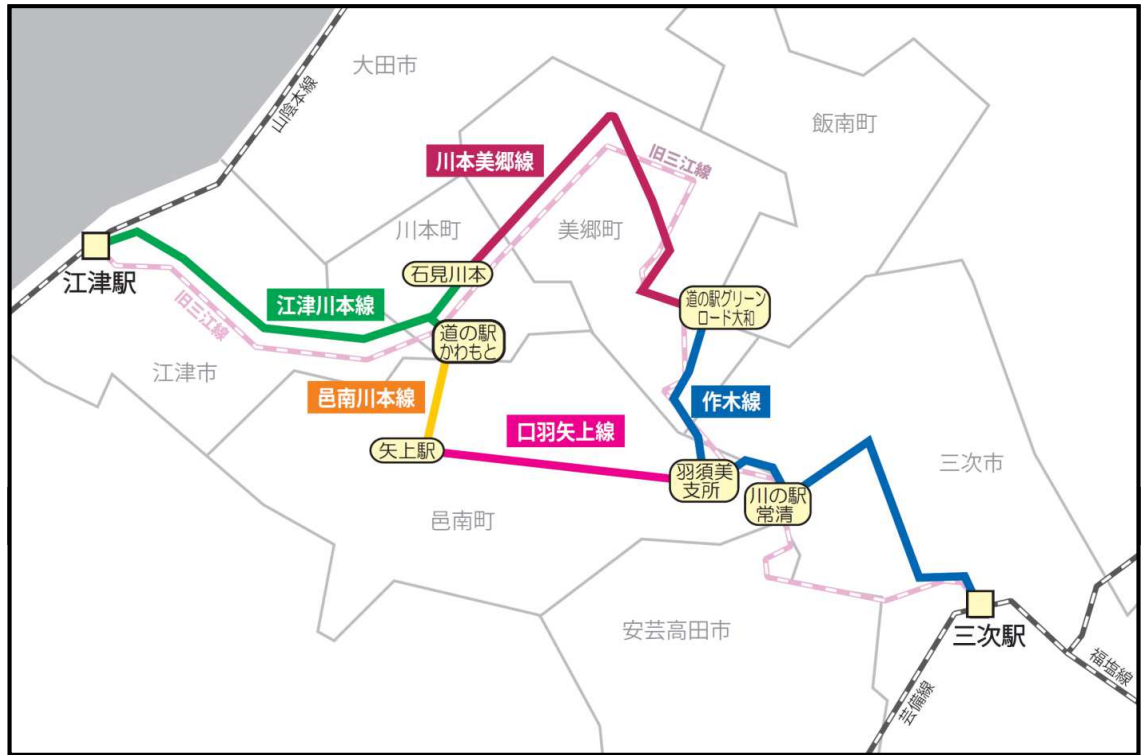 大田市
山陰本線
飯南町
川本美郷線
旧三江線
川本町
美郷町
石見川本
江津駅
江津川本線
道の駅グリーン
ロード大和
旧三江線
道の駅
かわもと
江津市
邑南川本線
作木線
口羽矢上線
矢上駅
三次市
羽須美
支所
川の駅
常清
邑南町
安芸高田市
三次駅
福塩線
芸備線